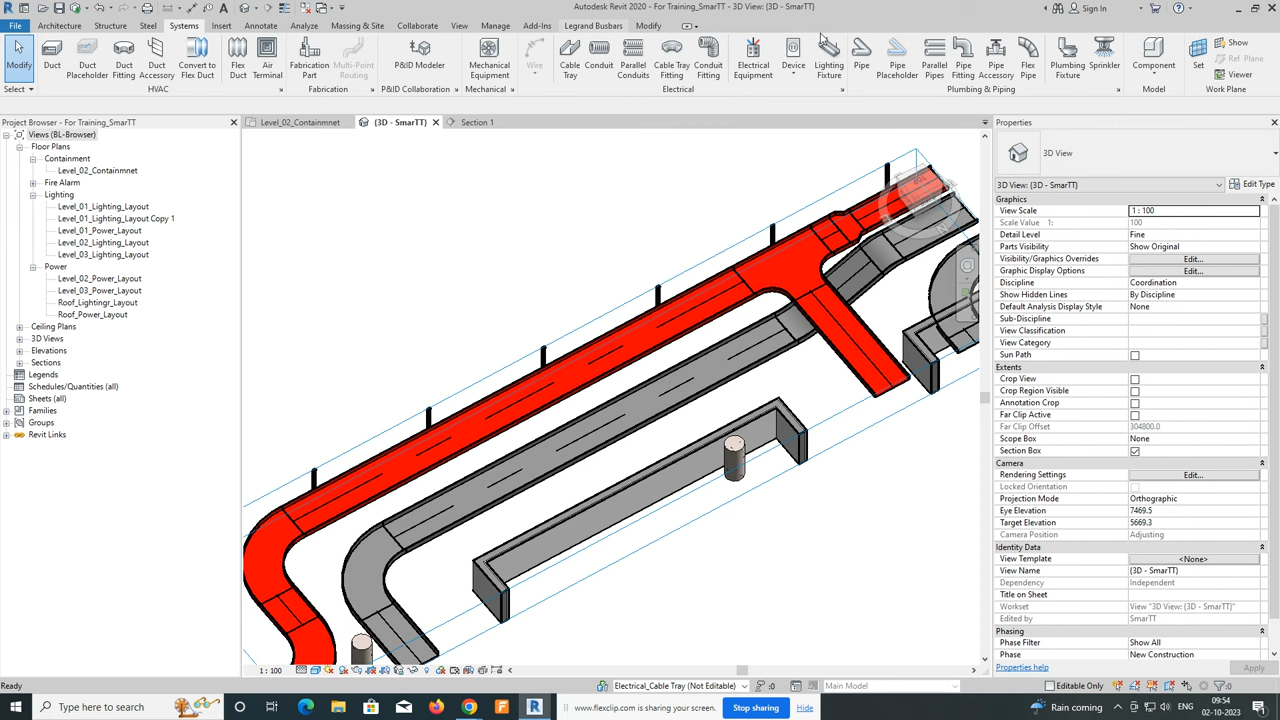 Autodesk Revit 2020 - For Training_SmarTT - 3D View: (3D - SmarTT)
Sign In
File Architecture Structure Steel Systems Insert Annotate Analyze Massing & Site Collaborate View Manage Add-Ins Legrand Busbars Modify
Modify Duct Duct Placeholder Duct Fitting Duct Accessory Convert to Flex Duct Flex Duct Air Terminal Fabrication Part Multi-Point Routing P&ID Modeler Mechanical Equipment Wire Cable Tray Conduit Parallel Conduits Cable Tray Fitting Conduit Fitting Electrical Equipment Device Lighting Fixture Pipe Pipe Placeholder Parallel Pipes Pipe Fitting Pipe Accessory Flex Pipe Plumbing Fixture Sprinkler Component Set Show Ref Plane Viewer
Select HVAC Fabrication P&ID Collaboration Mechanical Electrical Plumbing & Piping Model Work Plane
Project Browser - For Training_SmarTT
Views (BL-Browser)
Floor Plans
Containment
Level_02_Containmnet
Fire Alarm
Lighting
Level_01_Lighting_Layout
Level_01_Lighting_Layout Copy 1
Level_01_Power_Layout
Level_02_Lighting_Layout
Level_03_Lighting_Layout
Power
Level_02_Power_Layout
Level_03_Power_Layout
Roof_Lightingr_Layout
Roof_Power_Layout
Ceiling Plans
3D Views
Elevations
Sections
Legends
Schedules/Quantities (all)
Sheets (all)
Families
Groups
Revit Links
Level_02_Containmnet (3D - SmarTT) Section 1
TOP
1 : 100
Properties
3D View
3D View: (3D - SmarTT) Edit Type
Graphics
View Scale 1 : 100
Scale Value 1: 100
Detail Level Fine
Parts Visibility Show Original
Visibility/Graphics Overrides Edit...
Graphic Display Options Edit...
Discipline Coordination
Show Hidden Lines By Discipline
Default Analysis Display Style None
Sub-Discipline
View Classification
View Category
Sun Path
Extents
Crop View
Crop Region Visible
Annotation Crop
Far Clip Active
Far Clip Offset 304800.0
Scope Box None
Section Box
Camera
Rendering Settings Edit...
Locked Orientation
Projection Mode Orthographic
Eye Elevation 7469.5
Target Elevation 5669.3
Camera Position Adjusting
Identity Data
View Template <None>
View Name (3D - SmarTT)
Dependency Independent
Title on Sheet
Workset View "3D View: (3D - SmarTT)"
Edited by SmarTT
Phasing
Phase Filter Show All
Phase New Construction
Properties help Apply
Ready Electrical_Cable Tray (Not Editable) :0 Main Model Editable Only :0
Type here to search www.flexclip.com is sharing your screen. Stop sharing Hide Rain coming ENG 09:54
02-10-2023